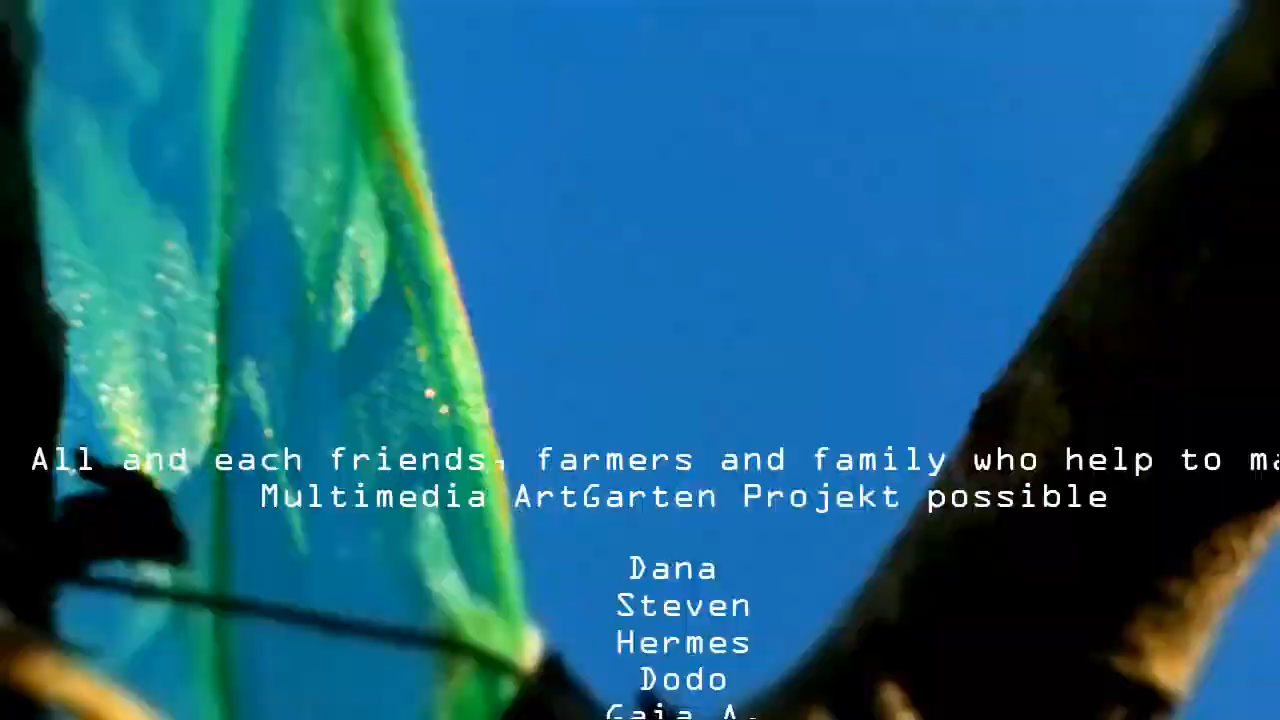 All and each friends, farmers and family who help to ma
Multimedia ArtGarten Projekt possible
Dana
Steven
Hermes
Dodo
Gaia A.